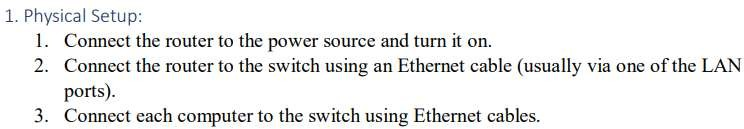 1. Physical Setup:
1. Connect the router to the power source and turn it on.
2. Connect the router to the switch using an Ethernet cable (usually via one of the LAN
ports).
3. Connect each computer to the switch using Ethernet cables.